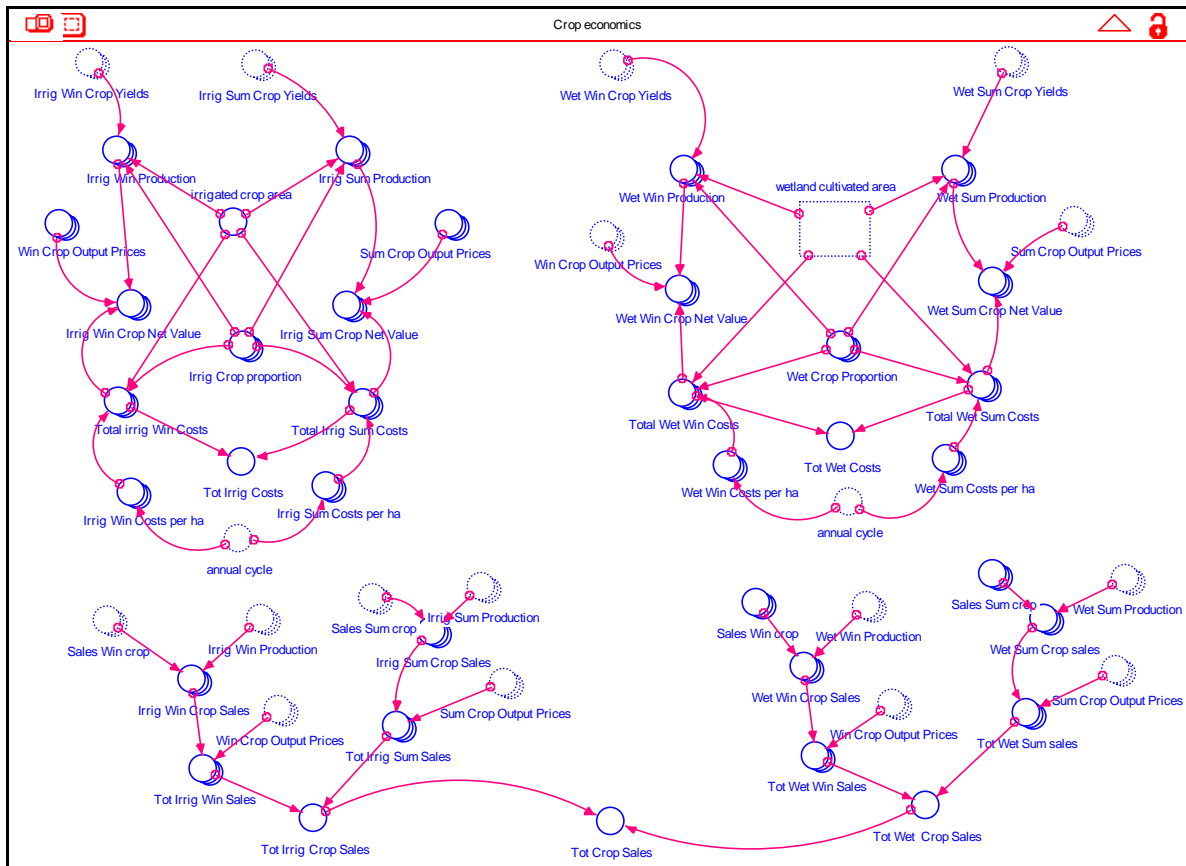 Crop economics
Irrig Win Crop Yields
Irrig Sum Crop Yields
Wet Win Crop Yields
Wet Sum Crop Yields
Irrig Win Production
irrigated crop area
Irrig Sum Production
Wet Win Production
wetland cultivated area
Wet Sum Production
Win Crop Output Prices
Sum Crop Output Prices
Win Crop Output Prices
Sum Crop Output Prices
Irrig Win Crop Net Value
Irrig Sum Crop Net Value
Wet Win Crop Net Value
Wet Sum Crop Net Value
Irrig Crop proportion
Wet Crop Proportion
Total irrig Win Costs
Total Irrig Sum Costs
Total Wet Win Costs
Total Wet Sum Costs
Tot Irrig Costs
Tot Wet Costs
Irrig Win Costs per ha
Irrig Sum Costs per ha
Wet Win Costs per ha
Wet Sum Costs per ha
annual cycle
annual cycle
Sales Win crop
Irrig Win Production
Sales Sum crop
Irrig Sum Production
Sales Win crop
Wet Win Production
Sales Sum crop
Wet Sum Production
Irrig Win Crop Sales
Irrig Sum Crop Sales
Wet Win Crop Sales
Wet Sum Crop sales
Win Crop Output Prices
Sum Crop Output Prices
Win Crop Output Prices
Sum Crop Output Prices
Tot Irrig Win Sales
Tot Irrig Sum Sales
Tot Wet Win Sales
Tot Wet Sum sales
Tot Irrig Crop Sales
Tot Crop Sales
Tot Wet Crop Sales